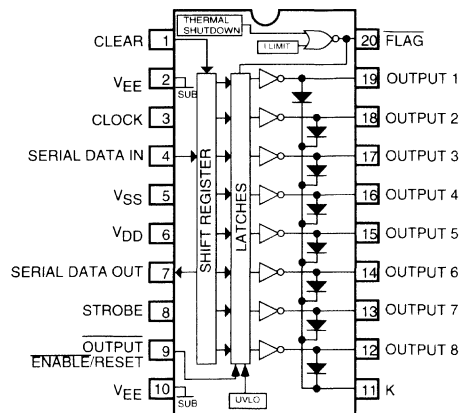 THERMAL
SHUTDOWN
I LIMIT
CLEAR 1
20 FLAG
VEE 2
SUB
19 OUTPUT 1
CLOCK 3
18 OUTPUT 2
SERIAL DATA IN 4
17 OUTPUT 3
VSS 5
16 OUTPUT 4
VDD 6
15 OUTPUT 5
SERIAL DATA OUT 7
14 OUTPUT 6
STROBE 8
13 OUTPUT 7
OUTPUT
ENABLE/RESET 9
12 OUTPUT 8
VEE 10
SUB
11 K
SHIFT REGISTER
LATCHES
UVLO